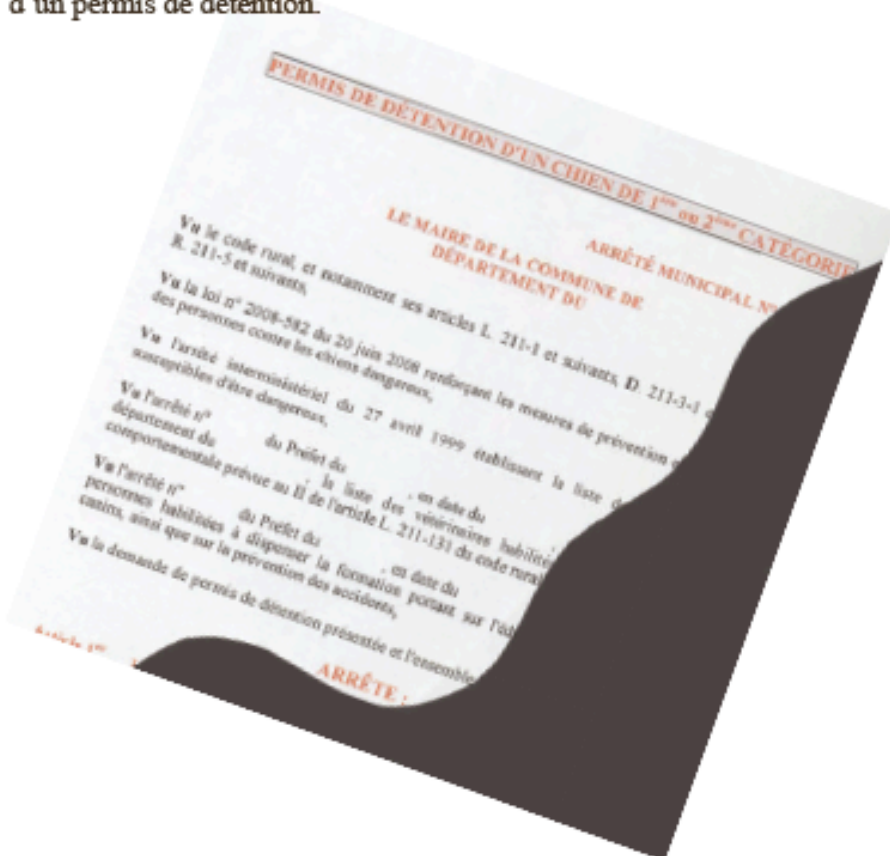 d'un permis de détention.
PERMIS DE DÉTENTION D'UN CHIEN DE 1ère ou 2ème CATÉGORIE
ARRÊTÉ MUNICIPAL N°
LE MAIRE DE LA COMMUNE DE
DÉPARTEMENT DU
Vu le code rural, et notamment ses articles L. 211-1 et suivants, D. 211-3-1
R. 211-5 et suivants,
Vu la loi n° 2008-582 du 20 juin 2008 renforçant les mesures de prévention
des personnes contre les chiens dangereux,
Vu l'arrêté interministériel du 27 avril 1999 établissant la liste
susceptibles d'être dangereux,
Vu l'arrêté n° du Préfet du , en date du
département du , la liste des vétérinaires habilités
comportementale prévue au II de l'article L. 211-131 du code rural
Vu l'arrêté n° du Préfet du , en date du
personnes habilitées à dispenser la formation portant sur
canins, ainsi que sur la prévention des accidents,
Vu la demande de permis de détention présentée et l'ensemble
ARRÊTE :
Article 1er